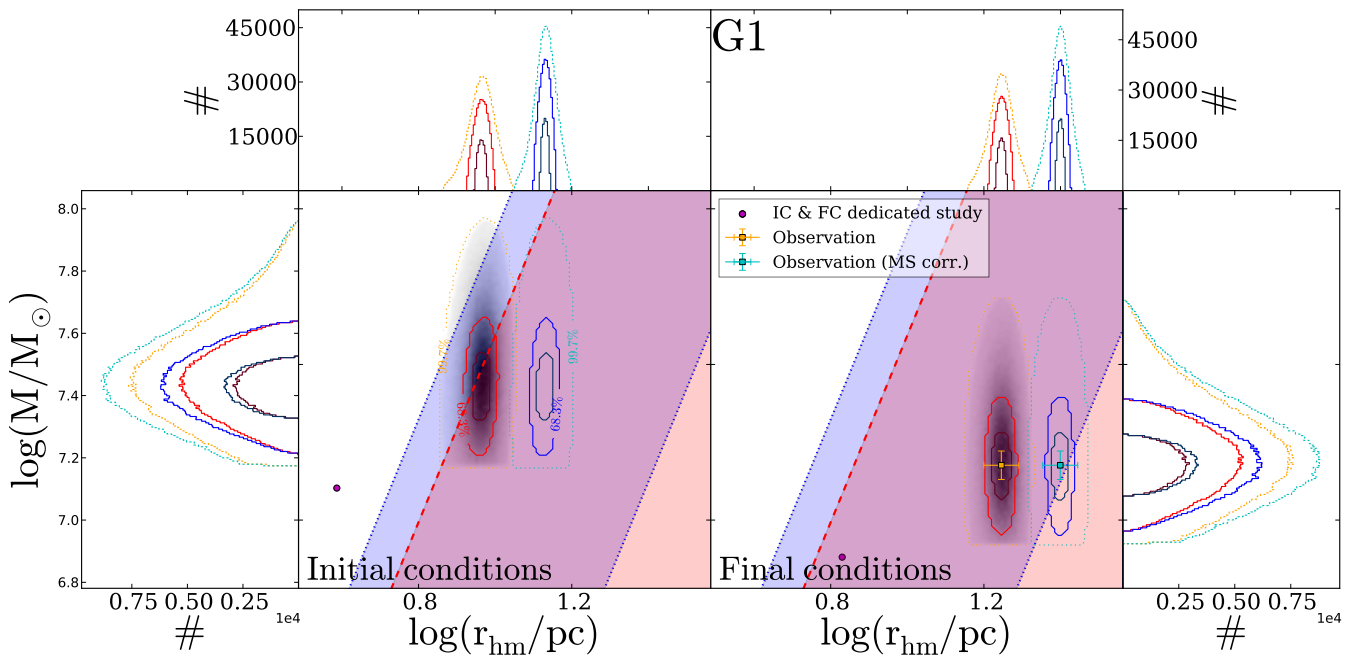 45000
30000
15000
#
G1
45000
30000
15000
#
IC & FC dedicated study
Observation
Observation (MS corr.)
log(M/M☉)
8.0
7.8
7.6
7.4
7.2
7.0
6.8
99.7%
68.3%
68.3%
Initial conditions
Final conditions
0.75 0.50 0.25
1e4
#
0.8 1.2
log(r_hm/pc)
0.8 1.2
log(r_hm/pc)
0.25 0.50 0.75
1e4
#